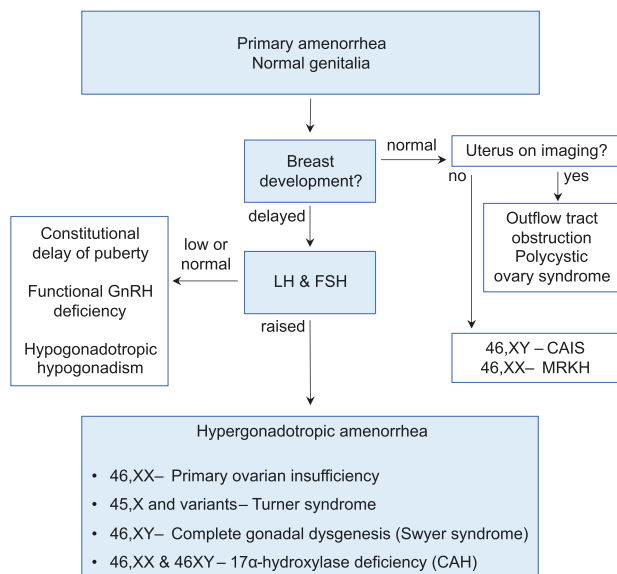 Primary amenorrhea
Normal genitalia
Breast
development?
normal
Uterus on imaging?
no
yes
Outflow tract
obstruction
Polycystic
ovary syndrome
46,XY – CAIS
46,XX– MRKH
delayed
LH & FSH
low or
normal
Constitutional
delay of puberty
Functional GnRH
deficiency
Hypogonadotropic
hypogonadism
raised
Hypergonadotropic amenorrhea
• 46,XX– Primary ovarian insufficiency
• 45,X and variants– Turner syndrome
• 46,XY– Complete gonadal dysgenesis (Swyer syndrome)
• 46,XX & 46XY – 17α-hydroxylase deficiency (CAH)